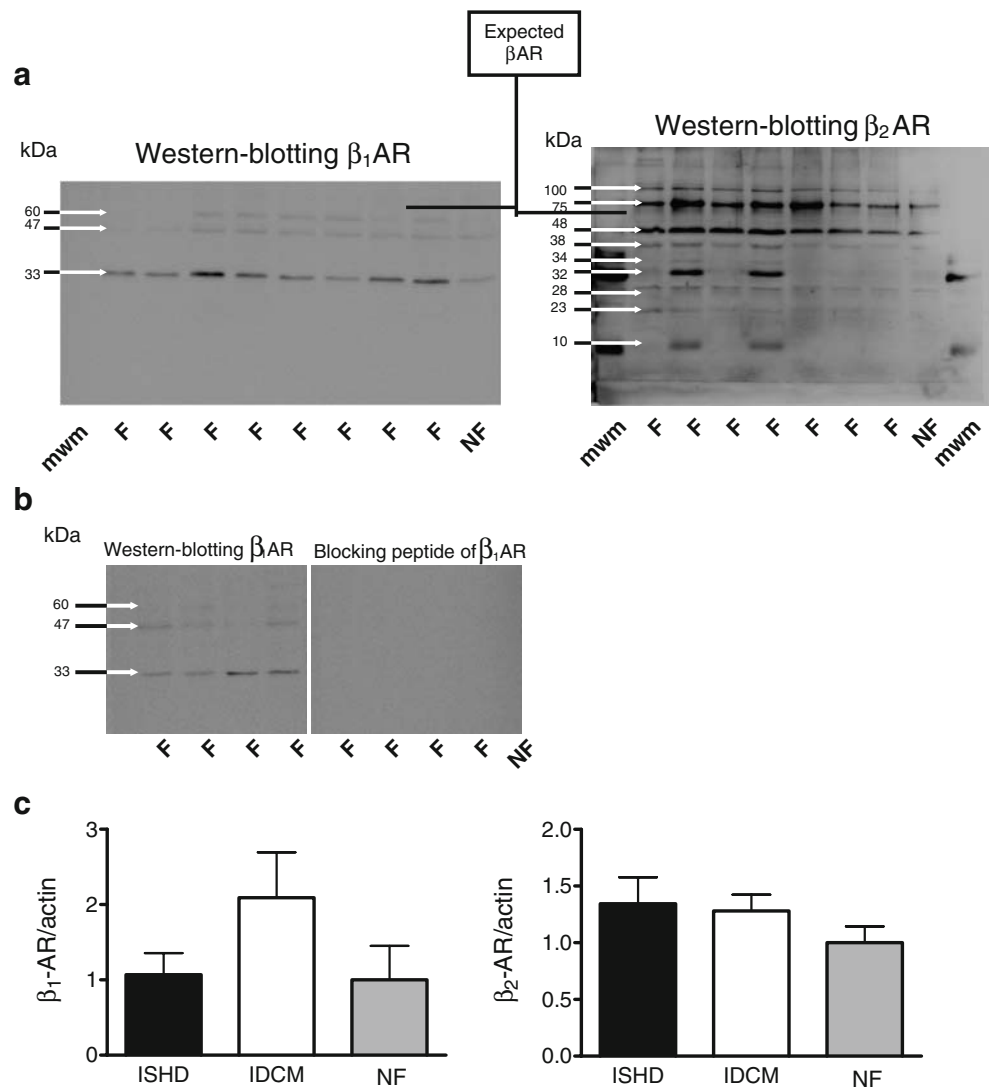 Expected
βAR
a
kDa
Western-blotting β₁AR
60
47
33
mwm F F F F F F F F NF
Western-blotting β₂AR
100
75
48
38
34
32
28
23
10
mwm F F F F F F F NF mwm
b
kDa
Western-blotting β₁AR
Blocking peptide of β₁AR
60
47
33
F F F F
F F F F NF
c
β₁-AR/actin
3
2
1
0
ISHD IDCM NF
β₂-AR/actin
2.0
1.5
1.0
0.5
0.0
ISHD IDCM NF